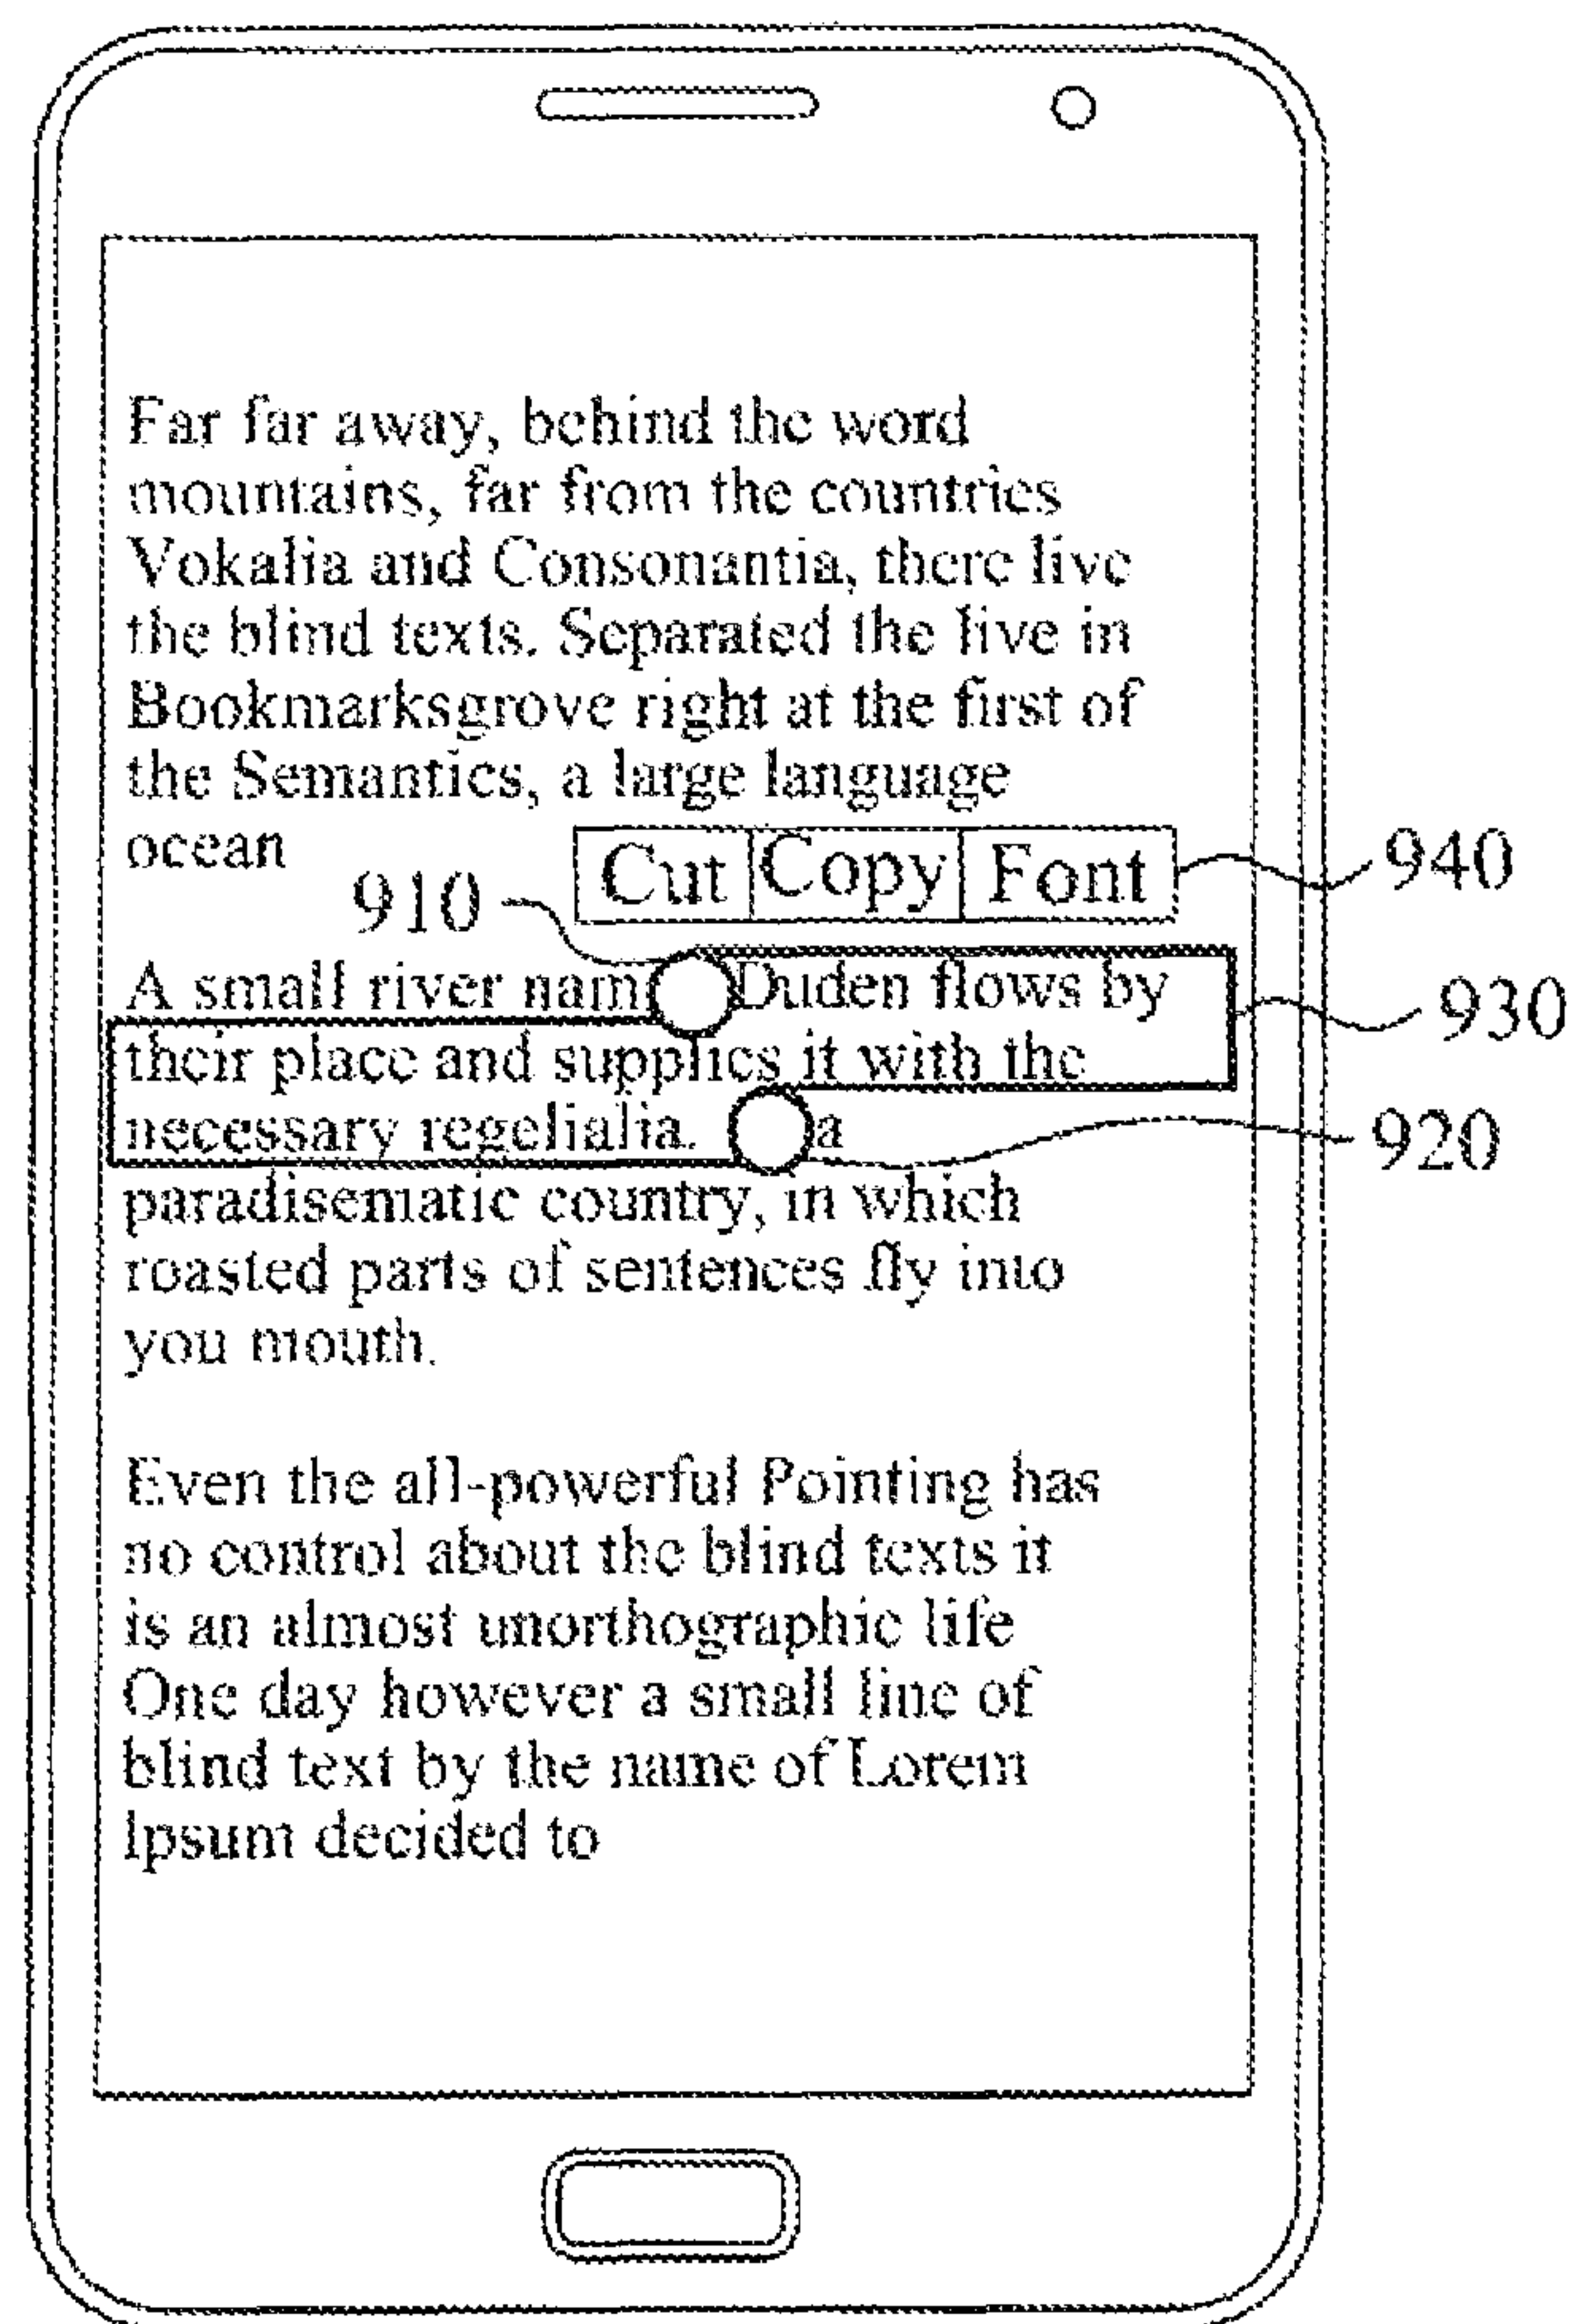 Far far away, behind the word
mountains, far from the countries
Vokalia and Consonantia, there live
the blind texts. Separated the live in
Bookmarksgrove right at the first of
the Semantics, a large language
ocean
Cut Copy Font
940
910
A small river nam Duden flows by
930
their place and supplies it with the
necessary regelialia. a
920
paradisematic country, in which
roasted parts of sentences fly into
you mouth.
Even the all-powerful Pointing has
no control about the blind texts it
is an almost unorthographic life
One day however a small line of
blind text by the name of Lorem
Ipsum decided to